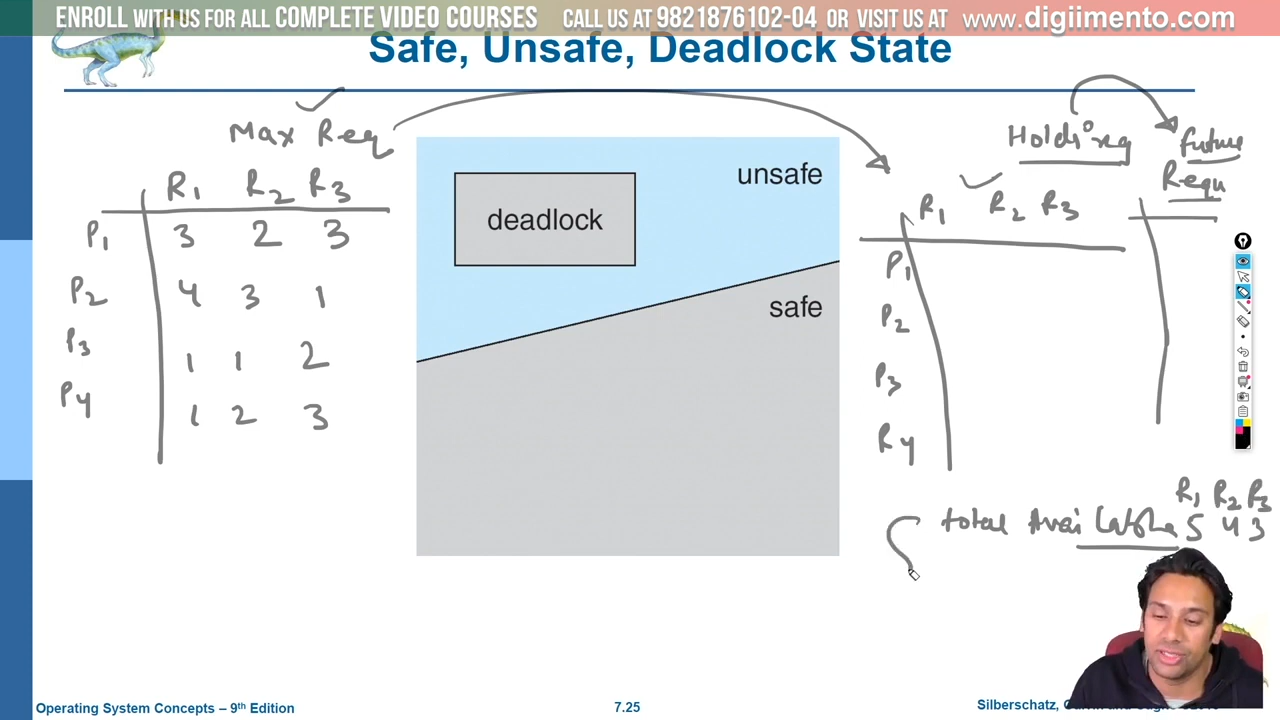 ENROLL WITH US FOR ALL COMPLETE VIDEO COURSES CALL US AT 9821876102-04 OR VISIT US AT www.digiimento.com
Safe, Unsafe, Deadlock State
Max Req
R1 R2 R3
P1 3 2 3
P2 4 3 1
P3 1 1 2
P4 1 2 3
deadlock
unsafe
safe
Holding
future
Requ
R1 R2 R3
P1
P2
P3
R4
R1 R2 R3
total Available 5 4 3
Operating System Concepts – 9th Edition
7.25
Silberschatz,